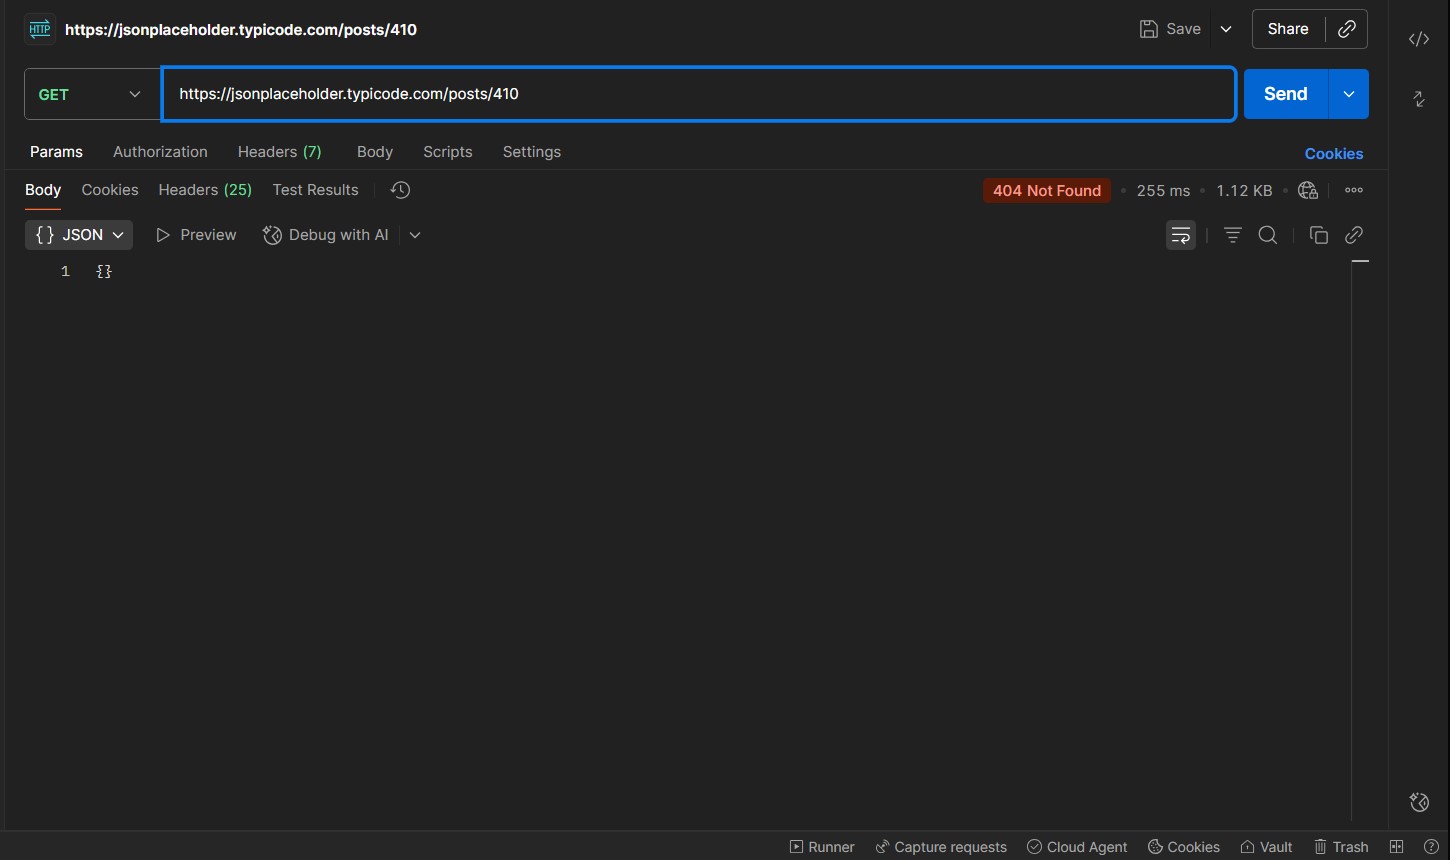 HTTP https://jsonplaceholder.typicode.com/posts/410 Save Share
GET https://jsonplaceholder.typicode.com/posts/410 Send
Params Authorization Headers (7) Body Scripts Settings Cookies
Body Cookies Headers (25) Test Results 404 Not Found • 255 ms • 1.12 KB •
{} JSON Preview Debug with AI
1 {}
Runner Capture requests Cloud Agent Cookies Vault Trash